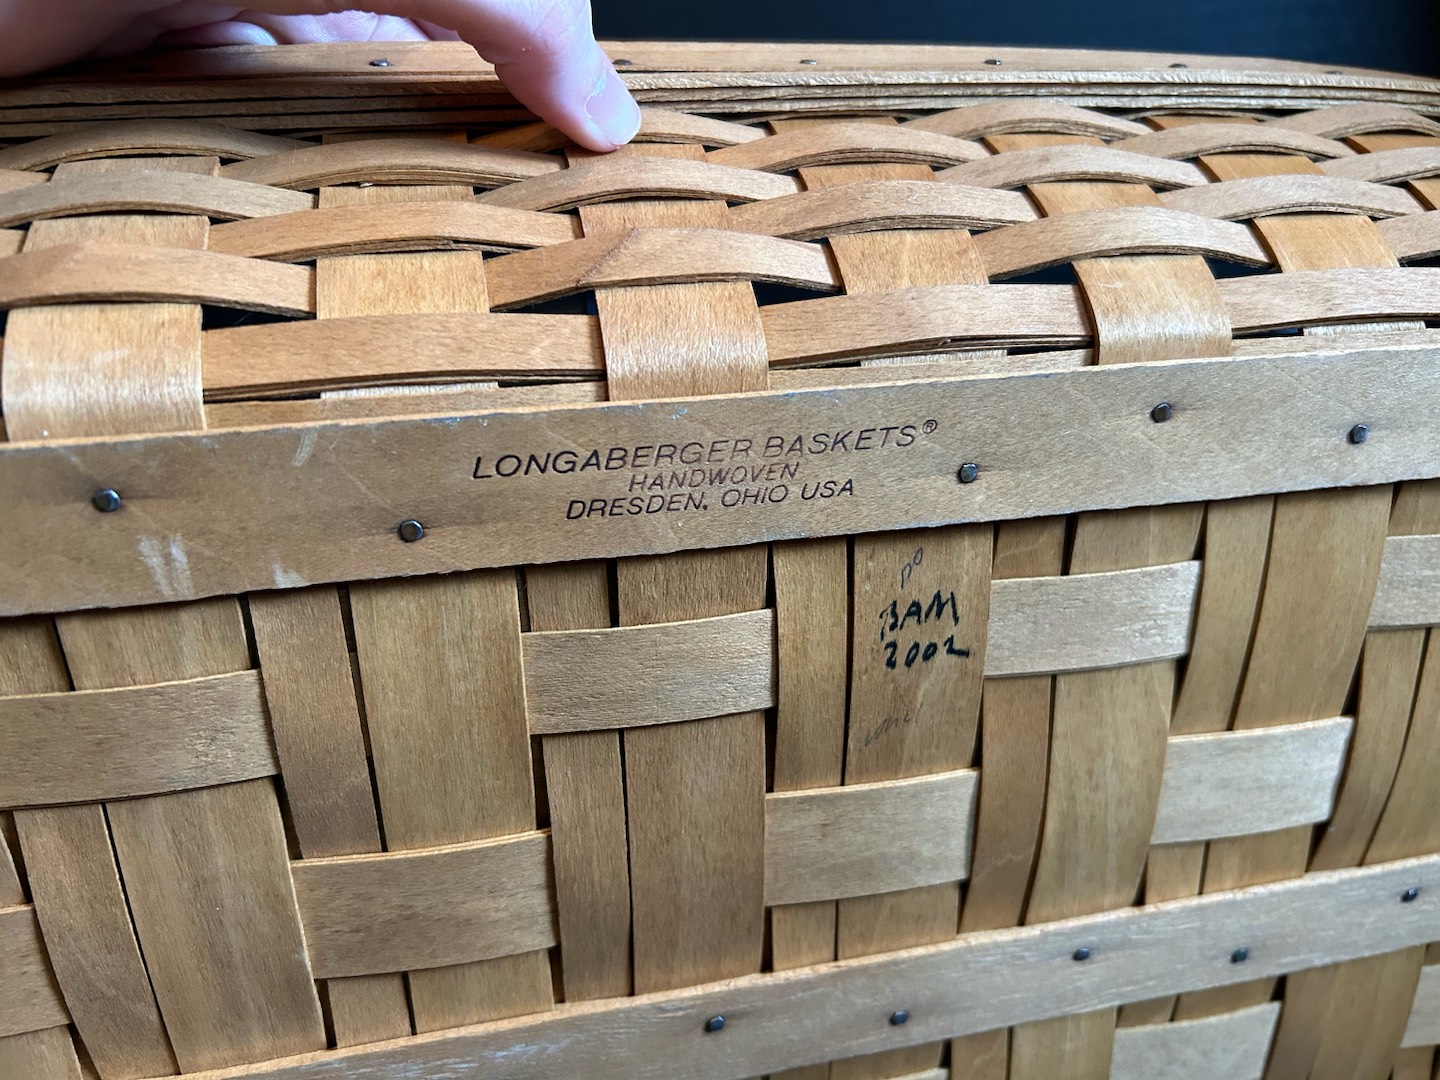 LONGABERGER BASKETS®
HANDWOVEN
DRESDEN, OHIO USA
BAM
2002